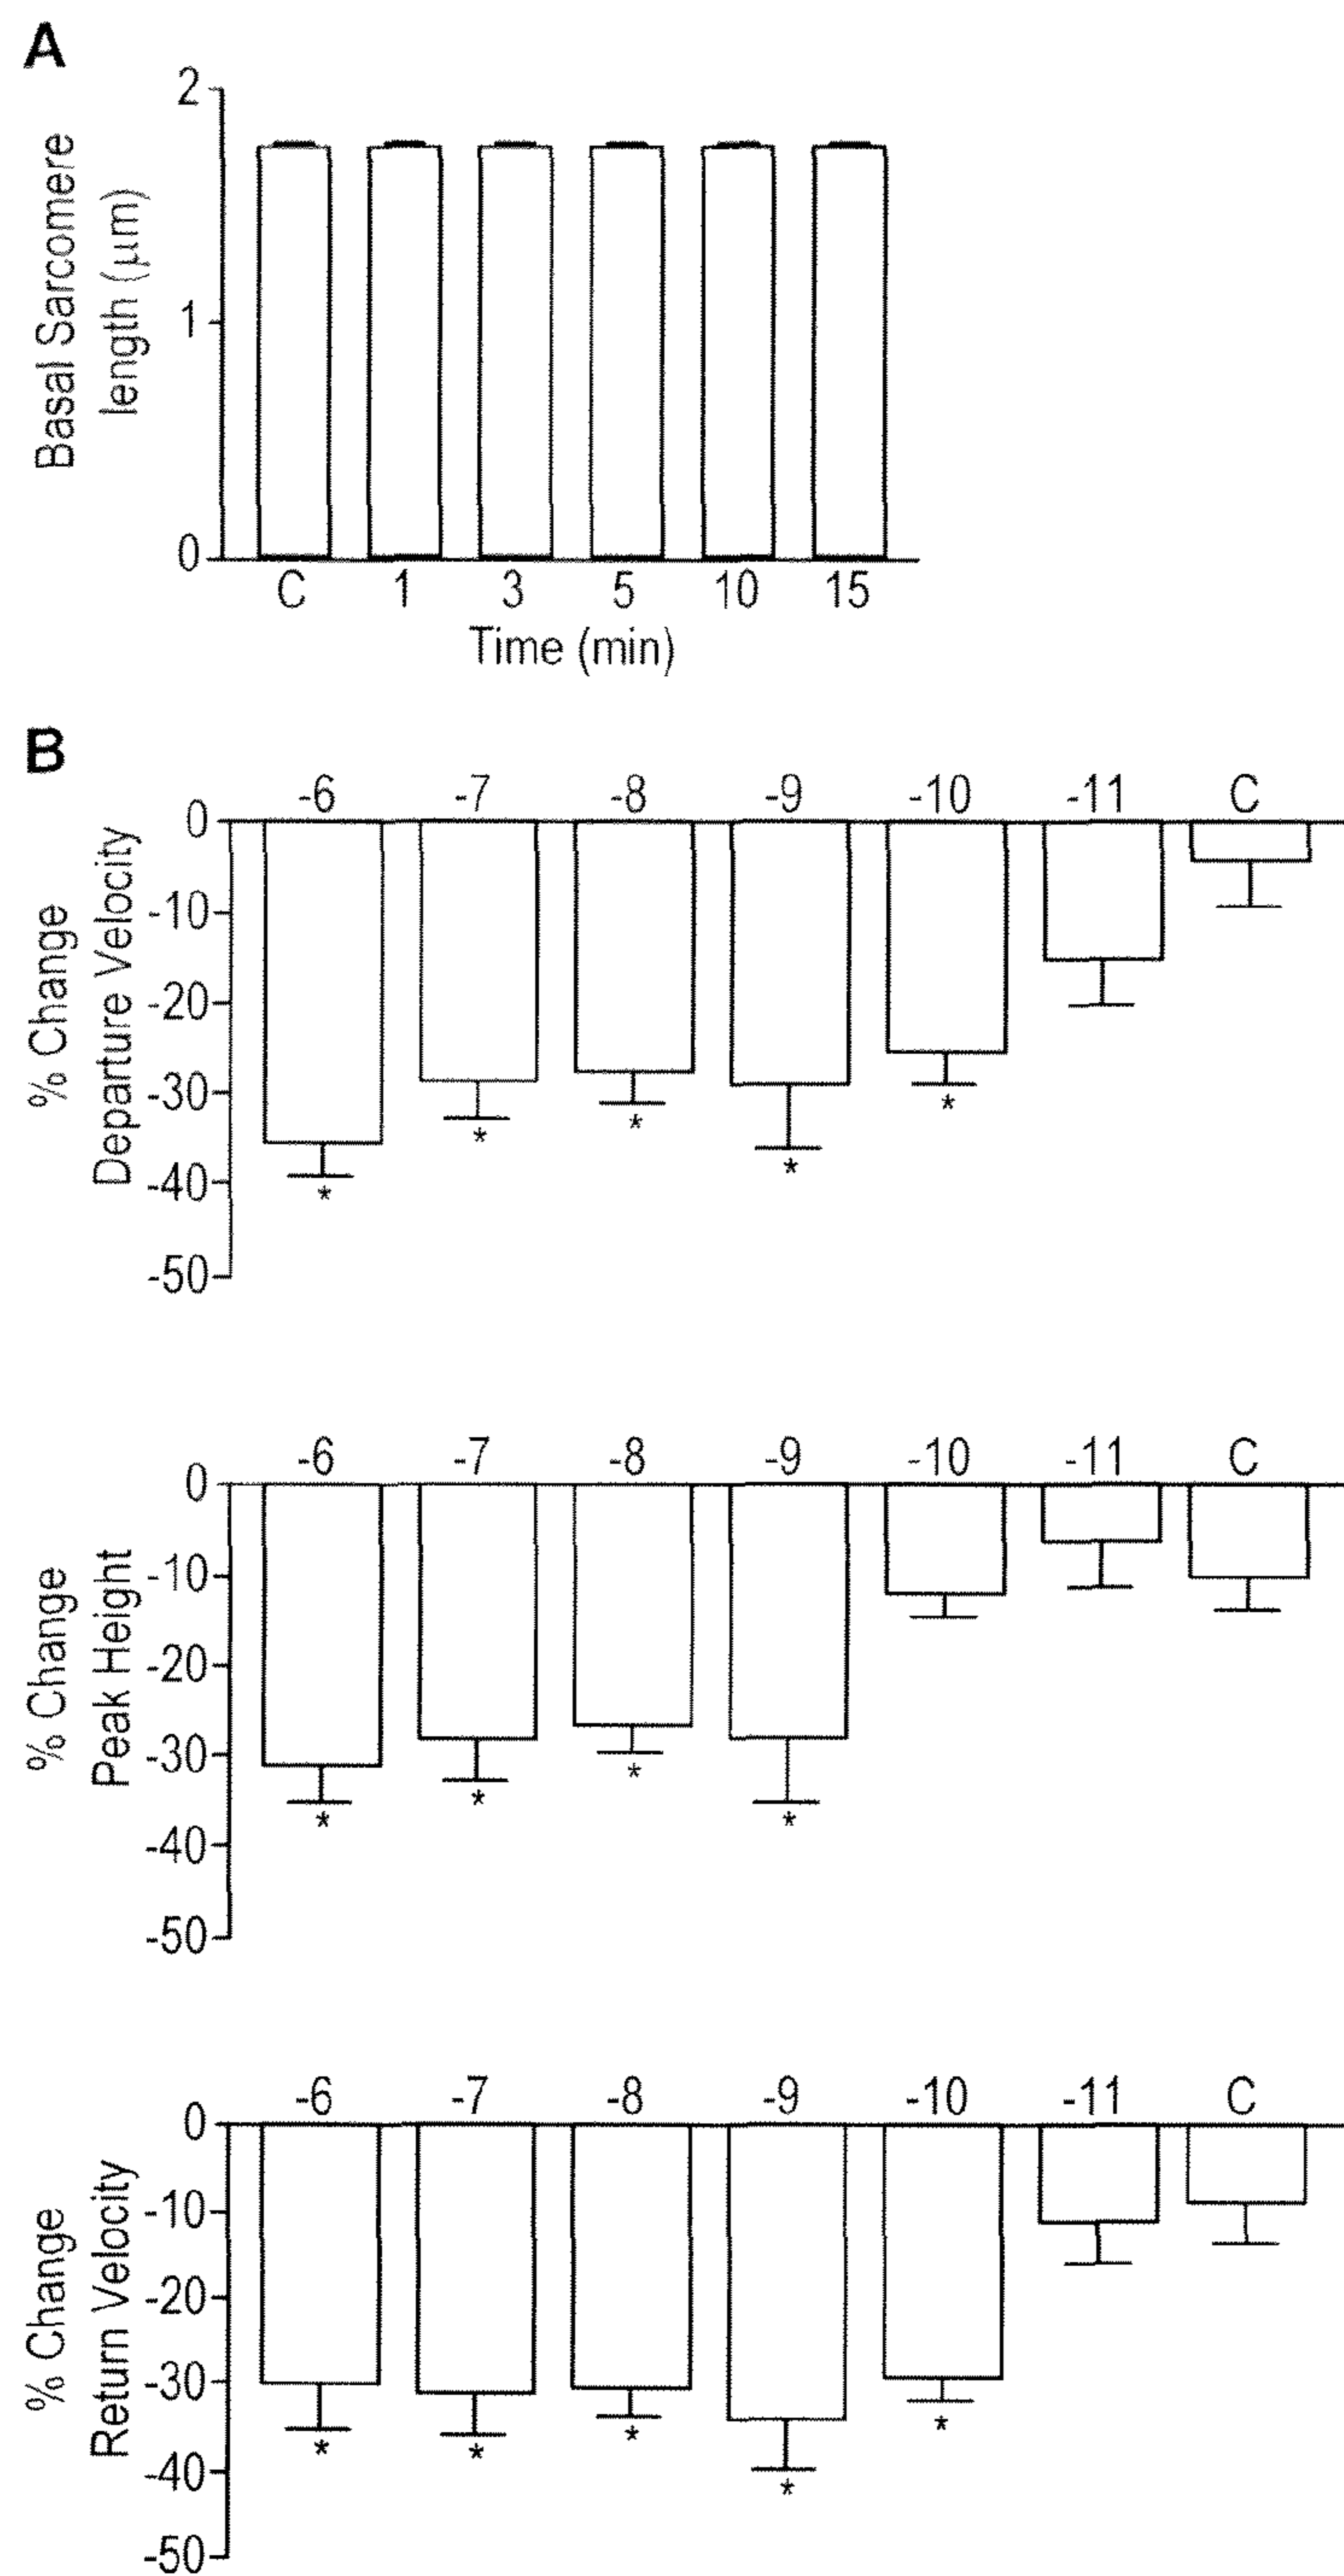 A
2
1
0
Basal Sarcomere
length (μm)
C 1 3 5 10 15
Time (min)
B
-6 -7 -8 -9 -10 -11 C
0
-10
-20
-30
-40
-50
% Change
Departure Velocity
* * * * *
-6 -7 -8 -9 -10 -11 C
0
-10
-20
-30
-40
-50
% Change
Peak Height
* * * *
-6 -7 -8 -9 -10 -11 C
0
-10
-20
-30
-40
-50
% Change
Return Velocity
* * * * *